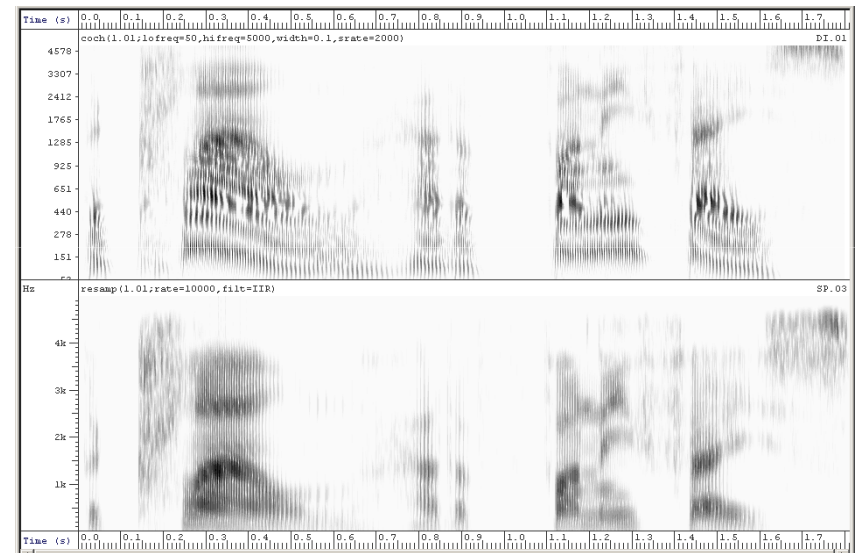 Time (s) 0.0 0.1 0.2 0.3 0.4 0.5 0.6 0.7 0.8 0.9 1.0 1.1 1.2 1.3 1.4 1.5 1.6 1.7
coch(1.01;lofreq=50,hifreq=5000,width=0.1,srate=2000) DI.01
4578
3307
2412
1765
1285
925
651
440
278
151
Hz resamp(1.01;rate=10000,filt=IIR) SP.03
4k
3k
2k
1k
Time (s) 0.0 0.1 0.2 0.3 0.4 0.5 0.6 0.7 0.8 0.9 1.0 1.1 1.2 1.3 1.4 1.5 1.6 1.7